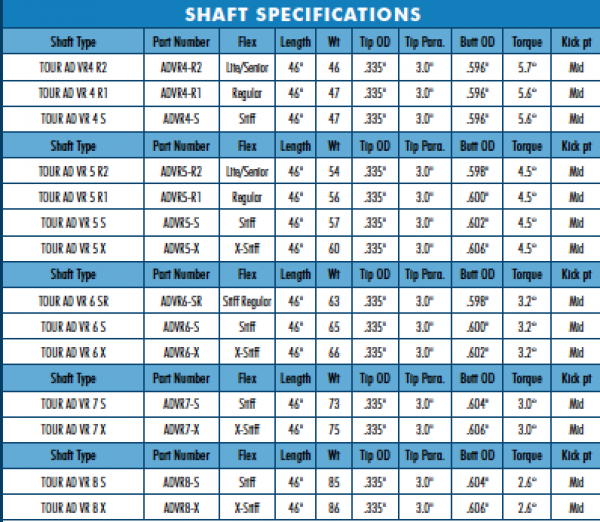 SHAFT SPECIFICATIONS
Shaft Type Part Number Flex Length Wt Tip OD Tip Para. Butt OD Torque Kick pt
TOUR AD VR4 R2 ADVR4-R2 Lite/Senior 46" 46 .335" 3.0" .596" 5.7° Mid
TOUR AD VR 4 R1 ADVR4-R1 Regular 46" 47 .335" 3.0" .596" 5.6° Mid
TOUR AD VR 4 S ADVR4-S Stiff 46" 47 .335" 3.0" .596" 5.6° Mid
Shaft Type Part Number Flex Length Wt Tip OD Tip Para. Butt OD Torque Kick pt
TOUR AD VR 5 R2 ADVR5-R2 Lite/Senior 46" 54 .335" 3.0" .598" 4.5° Mid
TOUR AD VR 5 R1 ADVR5-R1 Regular 46" 56 .335" 3.0" .600" 4.5° Mid
TOUR AD VR 5 S ADVR5-S Stiff 46" 57 .335" 3.0" .602" 4.5° Mid
TOUR AD VR 5 X ADVR5-X X-Stiff 46" 60 .335" 3.0" .606" 4.5° Mid
Shaft Type Part Number Flex Length Wt Tip OD Tip Para. Butt OD Torque Kick pt
TOUR AD VR 6 SR ADVR6-SR Stiff Regular 46" 63 .335" 3.0" .598" 3.2° Mid
TOUR AD VR 6 S ADVR6-S Stiff 46" 65 .335" 3.0" .600" 3.2° Mid
TOUR AD VR 6 X ADVR6-X X-Stiff 46" 66 .335" 3.0" .602" 3.2° Mid
Shaft Type Part Number Flex Length Wt Tip OD Tip Para. Butt OD Torque Kick pt
TOUR AD VR 7 S ADVR7-S Stiff 46" 73 .335" 3.0" .604" 3.0° Mid
TOUR AD VR 7 X ADVR7-X X-Stiff 46" 75 .335" 3.0" .606" 3.0° Mid
Shaft Type Part Number Flex Length Wt Tip OD Tip Para. Butt OD Torque Kick pt
TOUR AD VR 8 S ADVR8-S Stiff 46" 85 .335" 3.0" .604" 2.6° Mid
TOUR AD VR 8 X ADVR8-X X-Stiff 46" 86 .335" 3.0" .606" 2.6° Mid